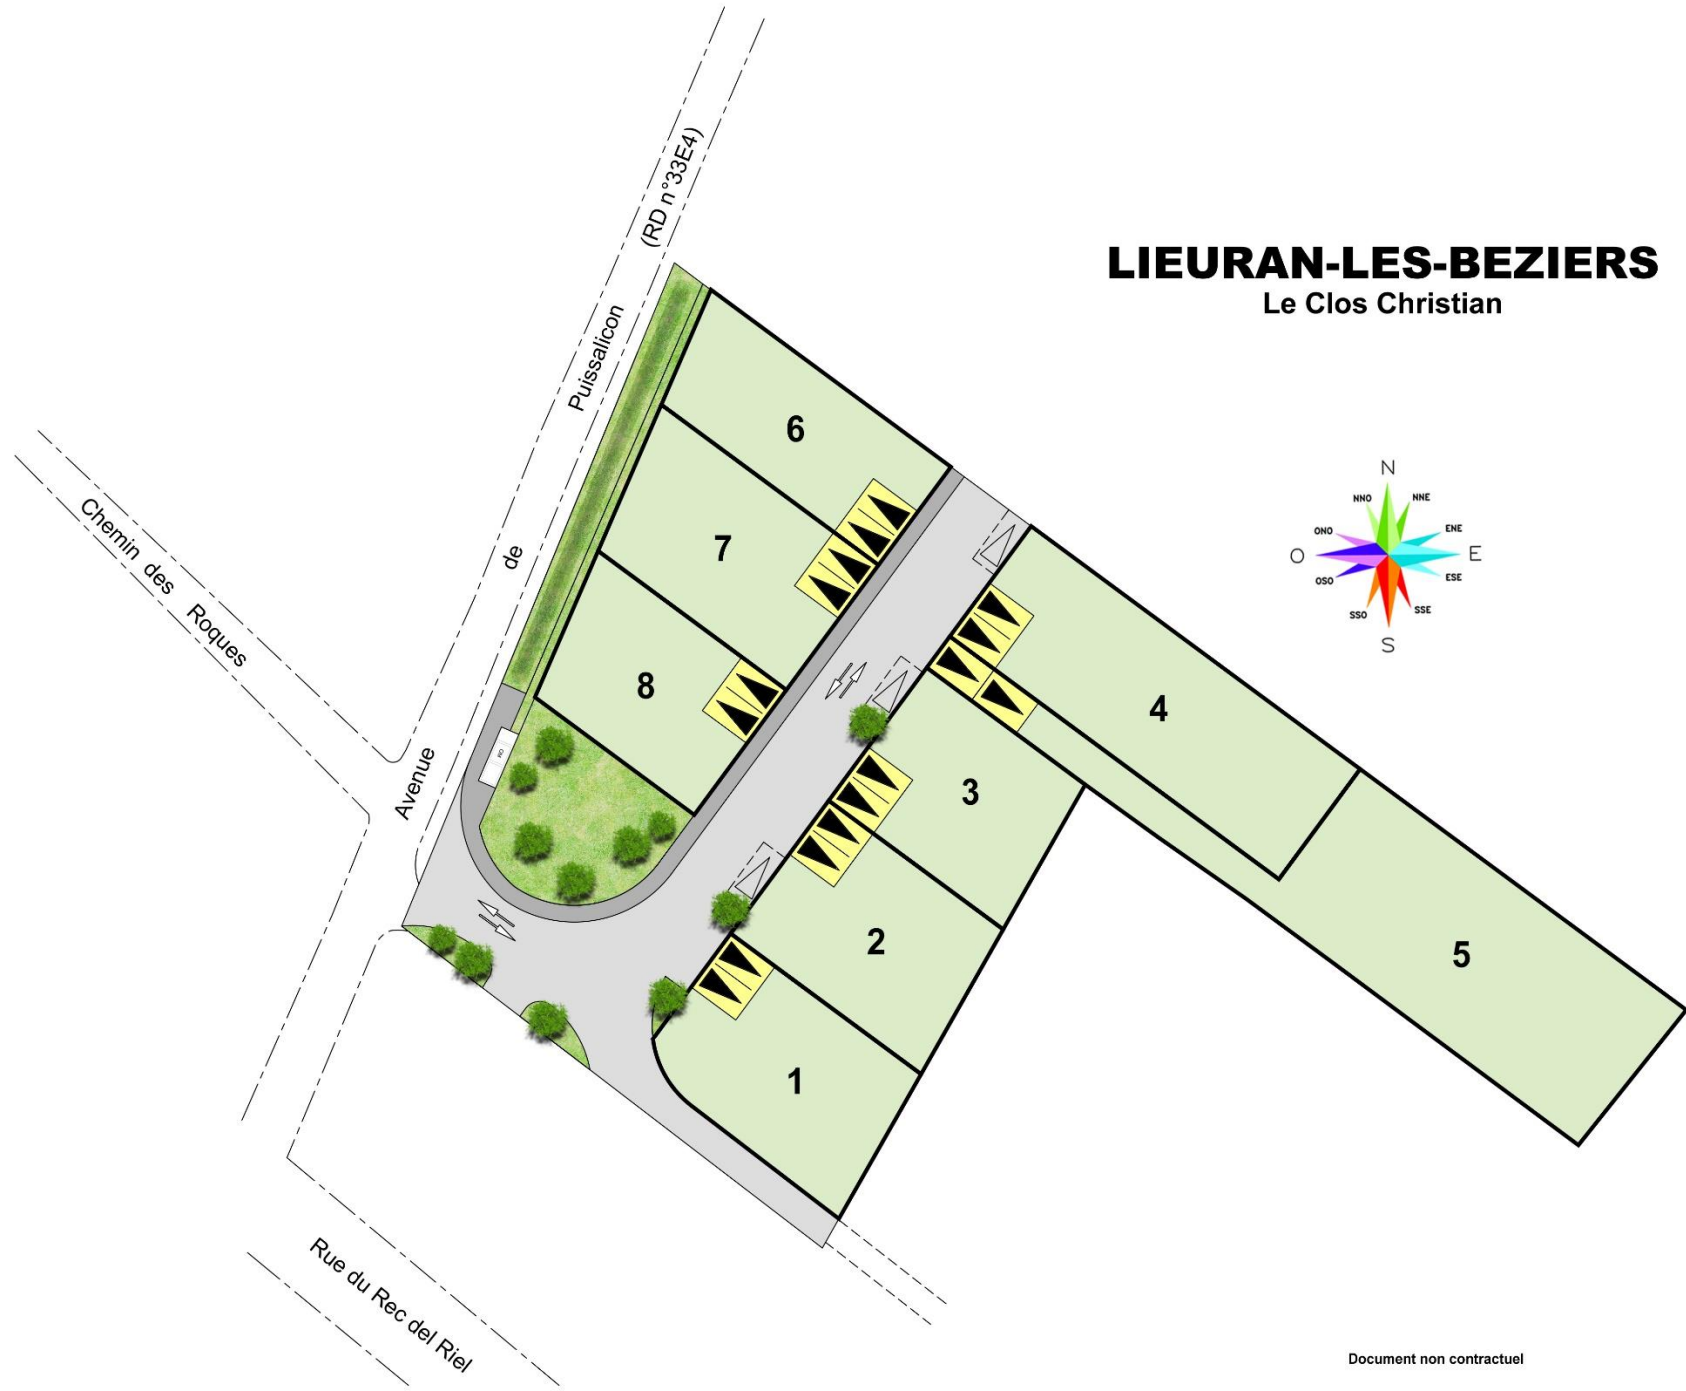 (RD n°33E4)
Puissalicon
de
Avenue
LIEURAN-LES-BEZIERS
Le Clos Christian
Chemin des Roques
6
7
8
4
3
5
2
1
N
NNO
NNE
ONO
ENE
O
E
OSO
ESE
SSO
SSE
S
Rue du Rec del Riel
Document non contractuel